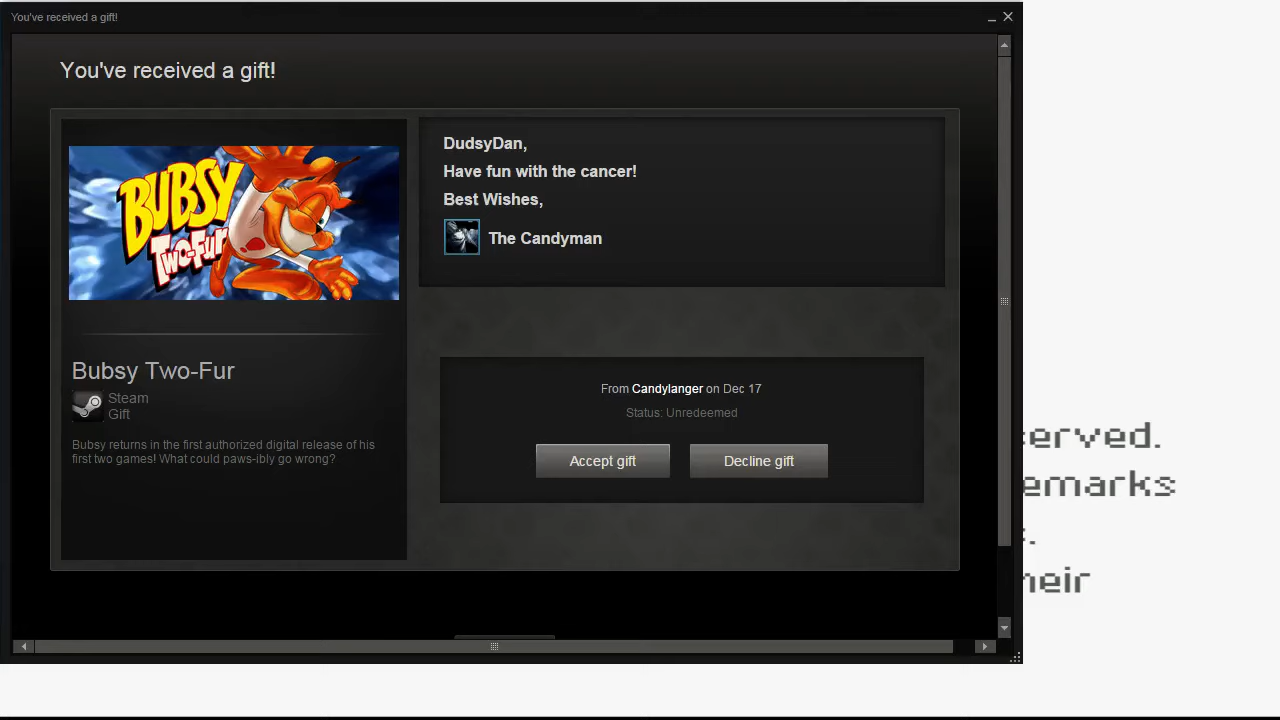 You've received a gift!
You've received a gift!
BUBSY
Two-Fur
DudsyDan,
Have fun with the cancer!
Best Wishes,
The Candyman
Bubsy Two-Fur
Steam
Gift
Bubsy returns in the first authorized digital release of his
first two games! What could paws-ibly go wrong?
From Candylanger on Dec 17
Status: Unredeemed
Accept gift
Decline gift
erved.
emarks
heir